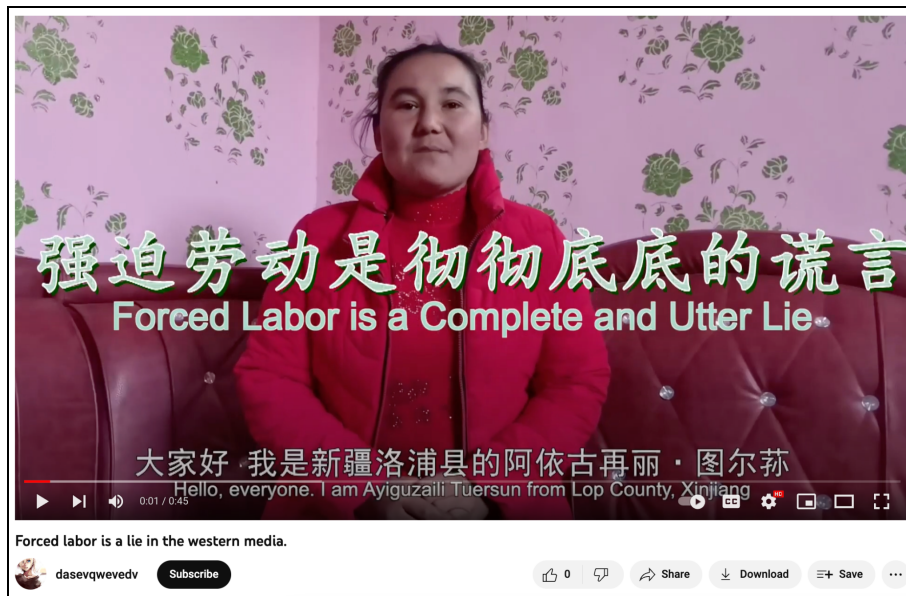 强迫劳动是彻彻底底的谎言
Forced Labor is a Complete and Utter Lie
大家好 我是新疆洛浦县的阿依古再丽·图尔荪
Hello, everyone. I am Ayiguzaili Tuersun from Lop County, Xinjiang
0:01 / 0:45
CC
HD
Forced labor is a lie in the western media.
dasevqwevedv
Subscribe
0
Share
Download
Save